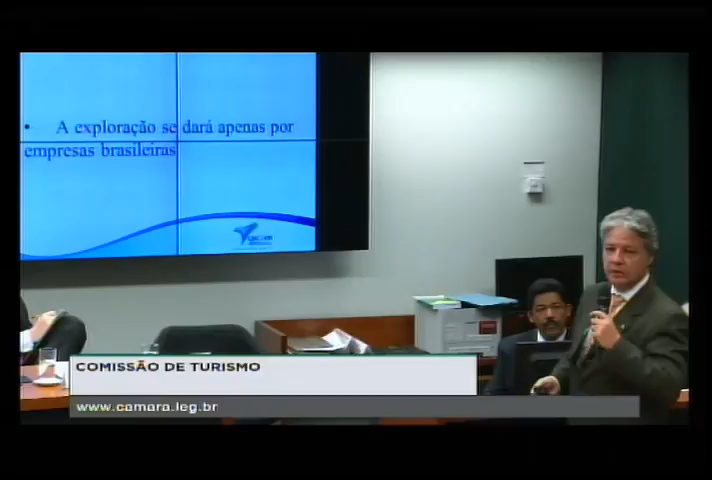 • A exploração se dará apenas por
empresas brasileiras
COMISSÃO DE TURISMO
www.camara.leg.br